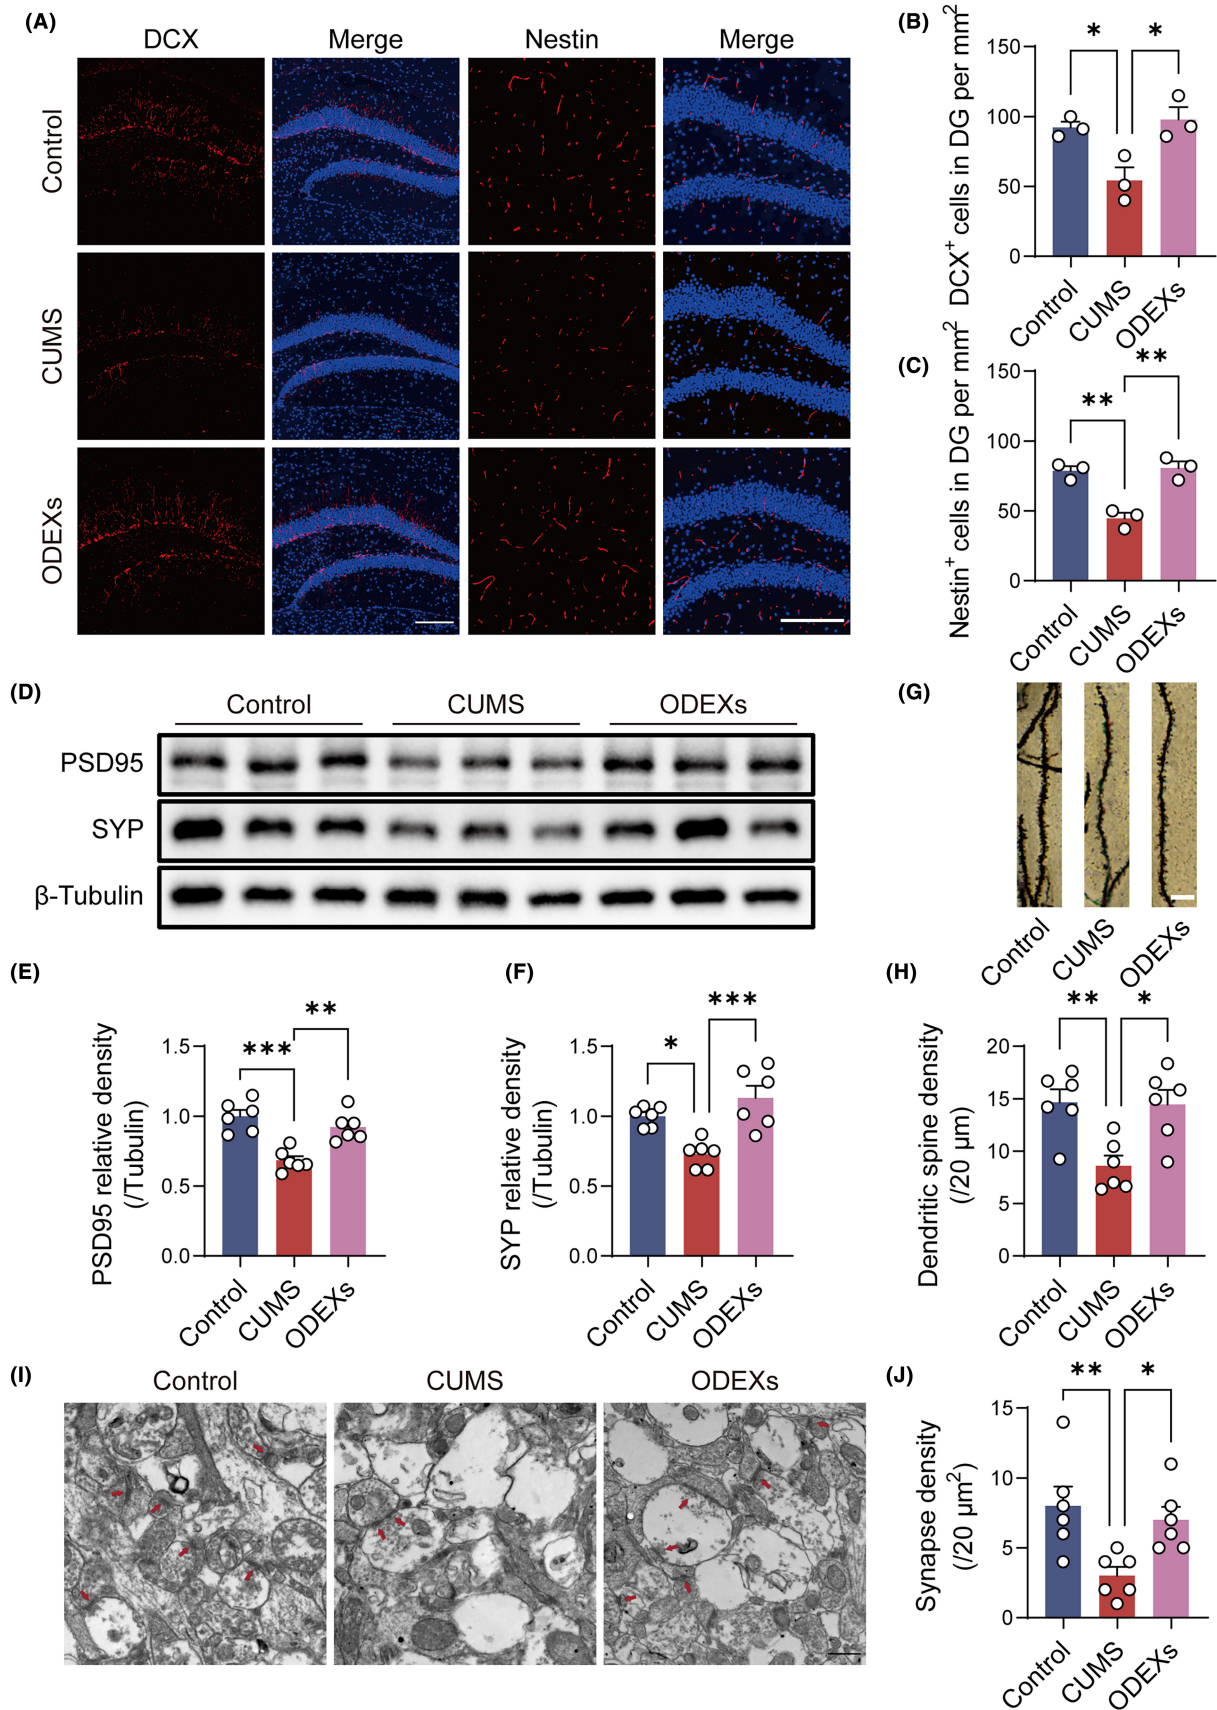 (A)
DCX Merge Nestin Merge
Control
CUMS
ODEXs
(B)
DCX⁺ cells in DG per mm²
150
100
50
0
* *
Control CUMS ODEXs
(C)
Nestin⁺ cells in DG per mm²
150
100
50
0
** **
Control CUMS ODEXs
(D)
Control CUMS ODEXs
PSD95
SYP
β-Tubulin
(G)
Control CUMS ODEXs
(E)
PSD95 relative density
(/Tubulin)
1.5
1.0
0.5
0.0
*** **
Control CUMS ODEXs
(F)
SYP relative density
(/Tubulin)
1.5
1.0
0.5
0.0
* ***
Control CUMS ODEXs
(H)
Dendritic spine density
(/20 μm)
20
15
10
5
0
** *
Control CUMS ODEXs
(I)
Control CUMS ODEXs
(J)
Synapse density
(/20 μm²)
15
10
5
0
** *
Control CUMS ODEXs